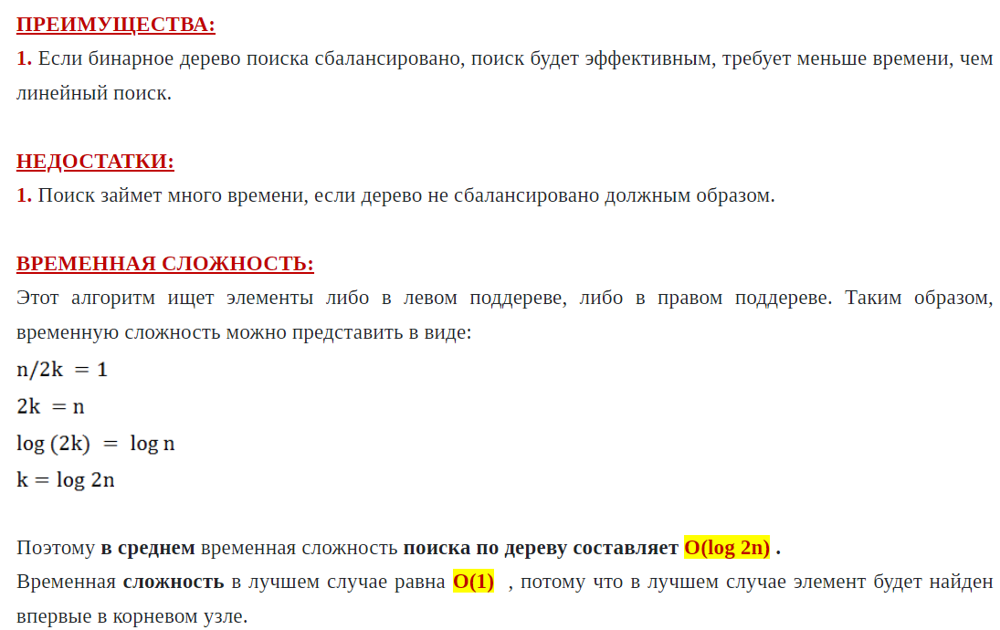 ПРЕИМУЩЕСТВА:
1. Если бинарное дерево поиска сбалансировано, поиск будет эффективным, требует меньше времени, чем
линейный поиск.
НЕДОСТАТКИ:
1. Поиск займет много времени, если дерево не сбалансировано должным образом.
ВРЕМЕННАЯ СЛОЖНОСТЬ:
Этот алгоритм ищет элементы либо в левом поддереве, либо в правом поддереве. Таким образом,
временную сложность можно представить в виде:
n/2k = 1
2k = n
log (2k) = log n
k = log 2n
Поэтому в среднем временная сложность поиска по дереву составляет O(log 2n) .
Временная сложность в лучшем случае равна O(1) , потому что в лучшем случае элемент будет найден
впервые в корневом узле.